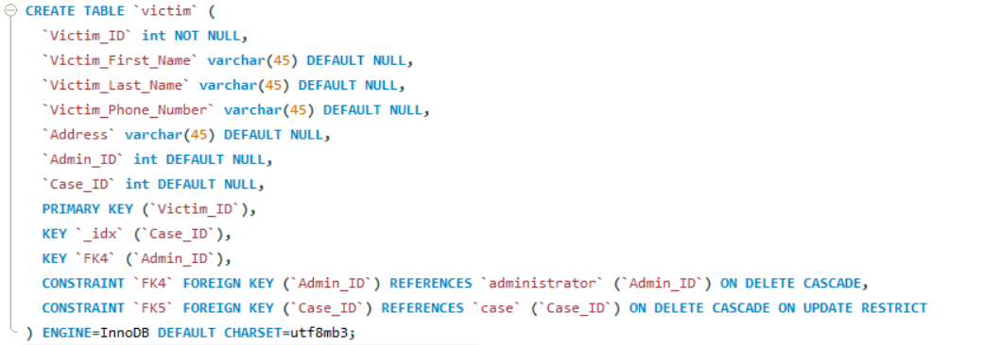 CREATE TABLE `victim` (
`Victim_ID` int NOT NULL,
`Victim_First_Name` varchar(45) DEFAULT NULL,
`Victim_Last_Name` varchar(45) DEFAULT NULL,
`Victim_Phone_Number` varchar(45) DEFAULT NULL,
`Address` varchar(45) DEFAULT NULL,
`Admin_ID` int DEFAULT NULL,
`Case_ID` int DEFAULT NULL,
PRIMARY KEY (`Victim_ID`),
KEY `_idx` (`Case_ID`),
KEY `FK4` (`Admin_ID`),
CONSTRAINT `FK4` FOREIGN KEY (`Admin_ID`) REFERENCES `administrator` (`Admin_ID`) ON DELETE CASCADE,
CONSTRAINT `FK5` FOREIGN KEY (`Case_ID`) REFERENCES `case` (`Case_ID`) ON DELETE CASCADE ON UPDATE RESTRICT
) ENGINE=InnoDB DEFAULT CHARSET=utf8mb3;